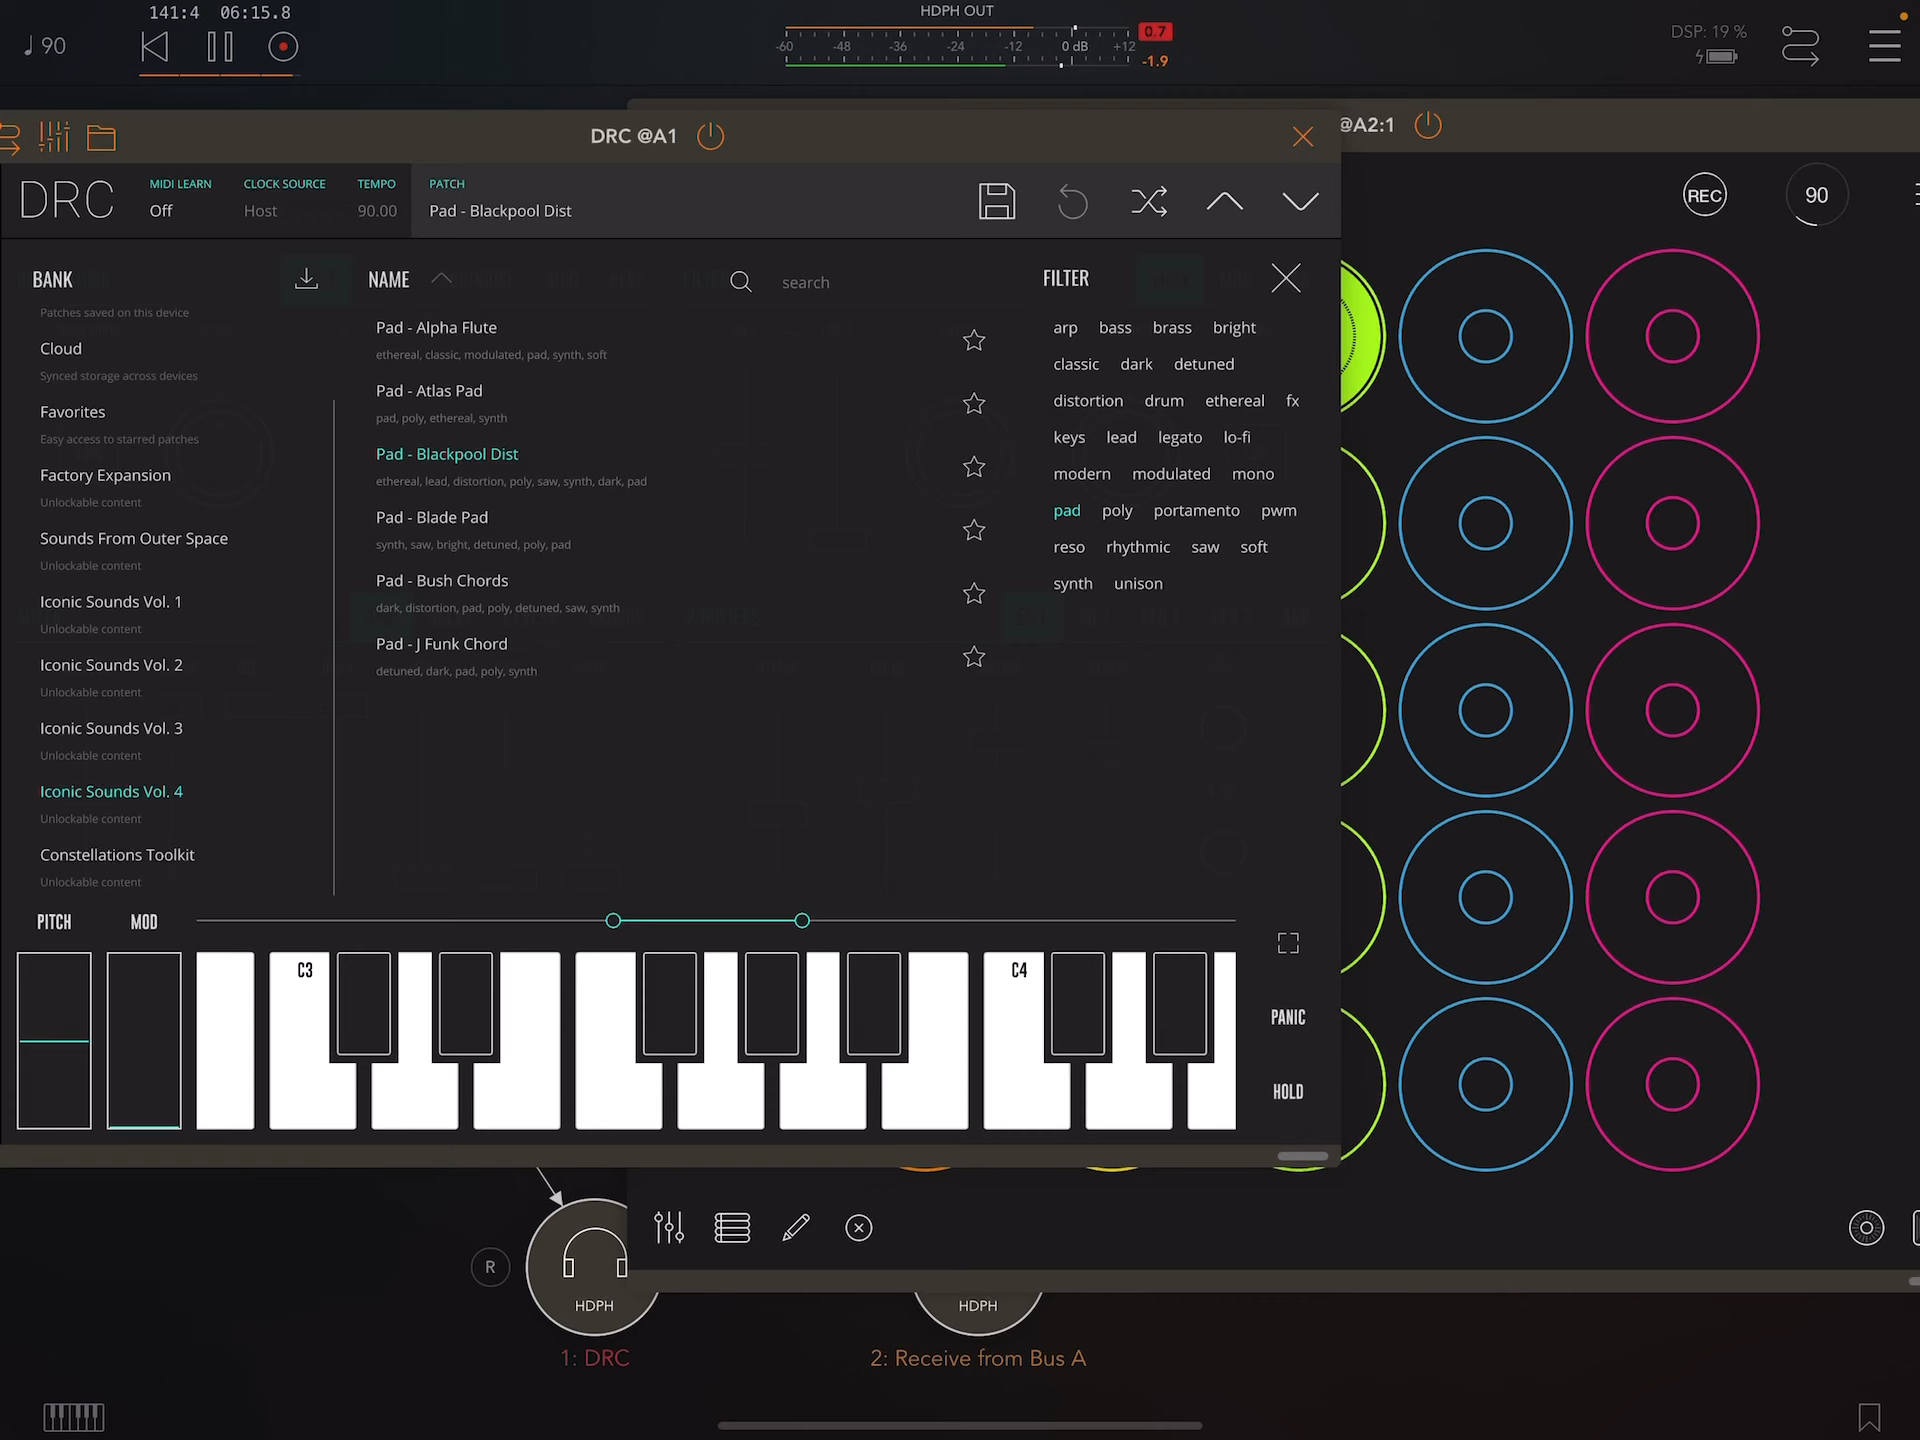 141:4 06:15.8
HDPH OUT
90
-60 -48 -36 -24 -12 0 dB +12
0.7
-1.9
DSP: 19 %
DRC @A1
@A2:1
DRC
MIDI LEARN
Off
CLOCK SOURCE
Host
TEMPO
90.00
PATCH
Pad - Blackpool Dist
REC
90
BANK
Patches saved on this device
Cloud
Synced storage across devices
Favorites
Easy access to starred patches
Factory Expansion
Unlockable content
Sounds From Outer Space
Unlockable content
Iconic Sounds Vol. 1
Unlockable content
Iconic Sounds Vol. 2
Unlockable content
Iconic Sounds Vol. 3
Unlockable content
Iconic Sounds Vol. 4
Unlockable content
Constellations Toolkit
Unlockable content
NAME
search
Pad - Alpha Flute
ethereal, classic, modulated, pad, synth, soft
Pad - Atlas Pad
pad, poly, ethereal, synth
Pad - Blackpool Dist
ethereal, lead, distortion, poly, saw, synth, dark, pad
Pad - Blade Pad
synth, saw, bright, detuned, poly, pad
Pad - Bush Chords
dark, distortion, pad, poly, detuned, saw, synth
Pad - J Funk Chord
detuned, dark, pad, poly, synth
FILTER
arp bass brass bright
classic dark detuned
distortion drum ethereal fx
keys lead legato lo-fi
modern modulated mono
pad poly portamento pwm
reso rhythmic saw soft
synth unison
PITCH MOD
C3 C4
PANIC
HOLD
R
HDPH
1: DRC
HDPH
2: Receive from Bus A